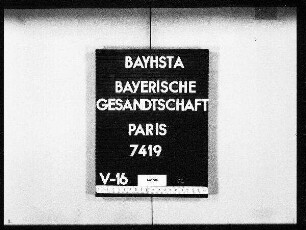 BAYHSTA
BAYERISCHE
GESANDTSCHAFT
PARIS
7419
V-16